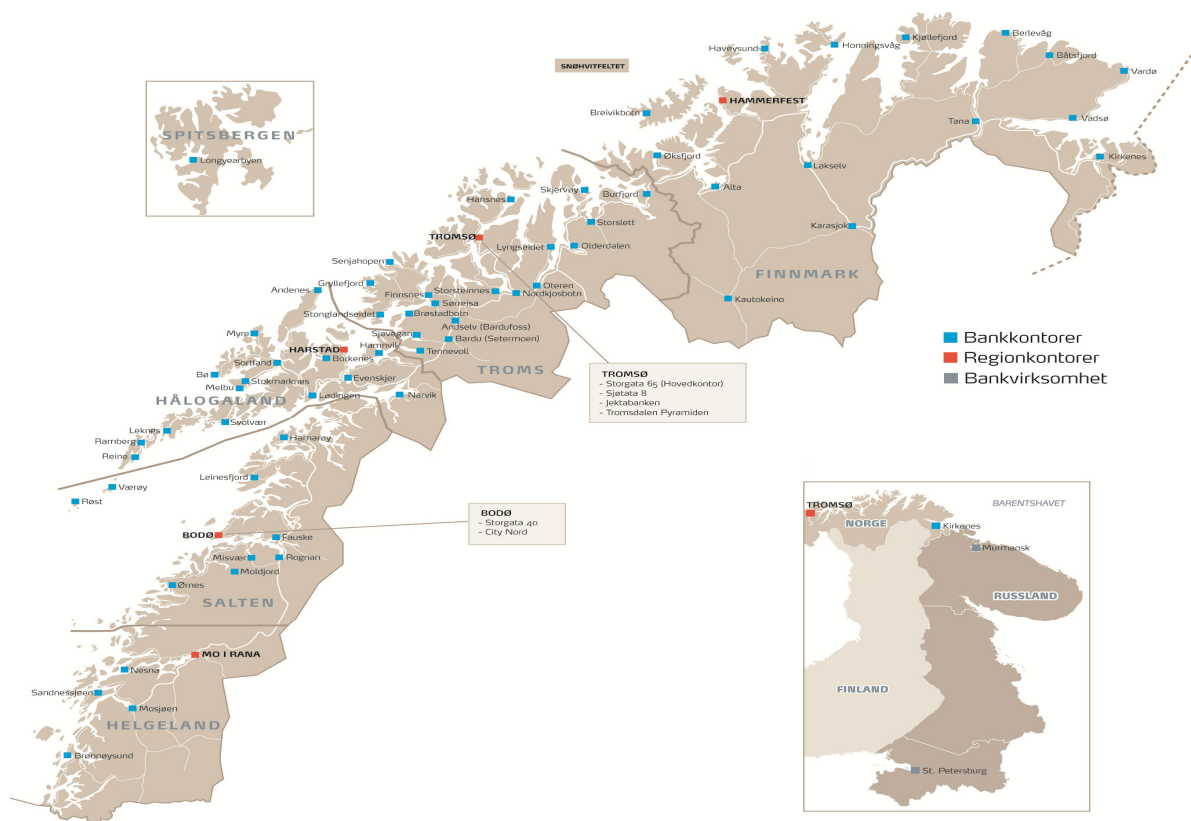 SNØHVITFELTET
Havøysund
Honningsvåg
Kjøllefjord
Berlevåg
Båtsfjord
Vardø
HAMMERFEST
Breivikbotn
Tana
Vadsø
SPITSBERGEN
Longyearbyen
Øksfjord
Lakselv
Kirkenes
Skjervøy
Burfjord
Alta
Hansnes
Storslett
Karasjok
TROMSØ
Lyngseidet
Olderdalen
Senjahopen
FINNMARK
Gryllefjord
Andenes
Finnsnes
Storsteinnes
Oteren
Nordkjosbotn
Kautokeino
Sørreisa
Stonglandseidet
Brøstadbotn
Andselv (Bardufoss)
Myre
Sjøvegan
Bardu (Setermoen)
Hamnvil
HARSTAD
Borkenes
Tennevoll
Sortland
TROMS
Bø
Stokmarknes
Evenskjer
Melbu
Lødingen
Narvik
HÅLOGALAND
Svolvær
Leknes
Ramberg
Reine
Hamarøy
Bankkontorer
Regionkontorer
Bankvirksomhet
TROMSØ
- Storgata 65 (Hovedkontor)
- Sjøtata 8
- Jektabanken
- Tromsdalen Pyramiden
Leinesfjord
Værøy
Røst
BODØ
- Storgata 40
- City Nord
BODØ
Fauske
Misvær
Rognan
Moldjord
Ørnes
SALTEN
MO I RANA
Nesna
Sandnessjøen
Mosjøen
HELGELAND
Brønnøysund
TROMSØ
BARENTSHAVET
NORGE
Kirkenes
Murmansk
RUSSLAND
FINLAND
St. Petersburg